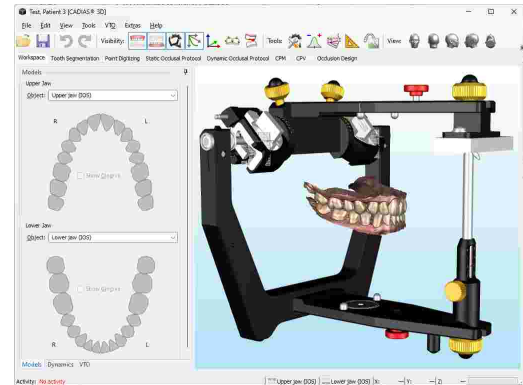 Test, Patient 3 [CADIAS® 3D]
File Edit View Tools VTO Extras Help
Visibility: Tools: View:
Workspace Tooth Segmentation Point Digitizing Static Occlusal Protocol Dynamic Occlusal Protocol CPM CPV Occlusion Design
Models
Upper Jaw
Object: Upper Jaw (IOS)
R L
Show Gingiva
Lower Jaw
Object: Lower Jaw (IOS)
Show Gingiva
R L
Models Dynamics VTO
Activity: No activity Upper Jaw (IOS) Lower Jaw (IOS) X: - Y: - Z: -